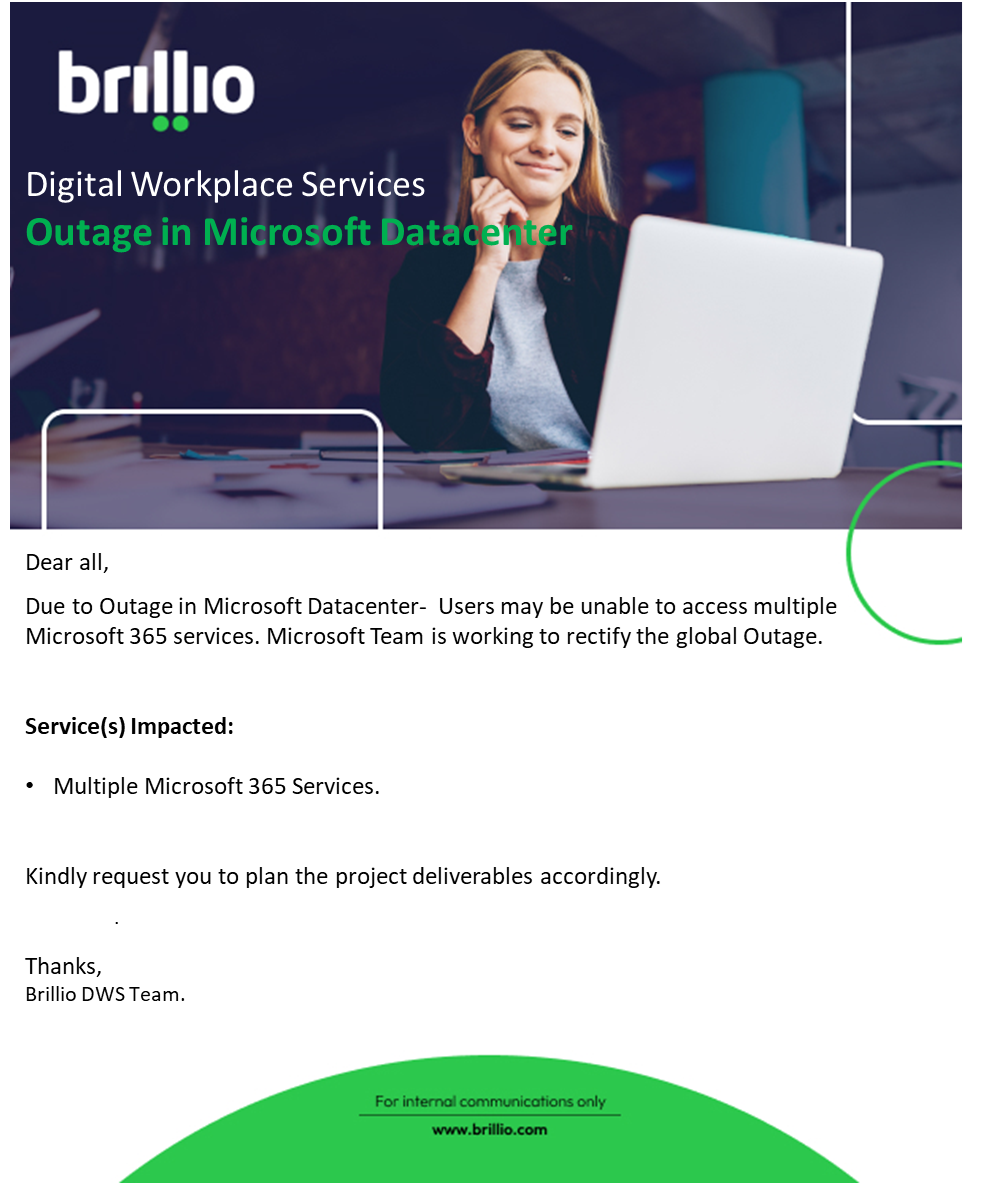 brillio
Digital Workplace Services
Outage in Microsoft Datacenter
Dear all,
Due to Outage in Microsoft Datacenter-  Users may be unable to access multiple
Microsoft 365 services. Microsoft Team is working to rectify the global Outage.
Service(s) Impacted:
• Multiple Microsoft 365 Services.
Kindly request you to plan the project deliverables accordingly.
.
Thanks,
Brillio DWS Team.
For internal communications only
www.brillio.com